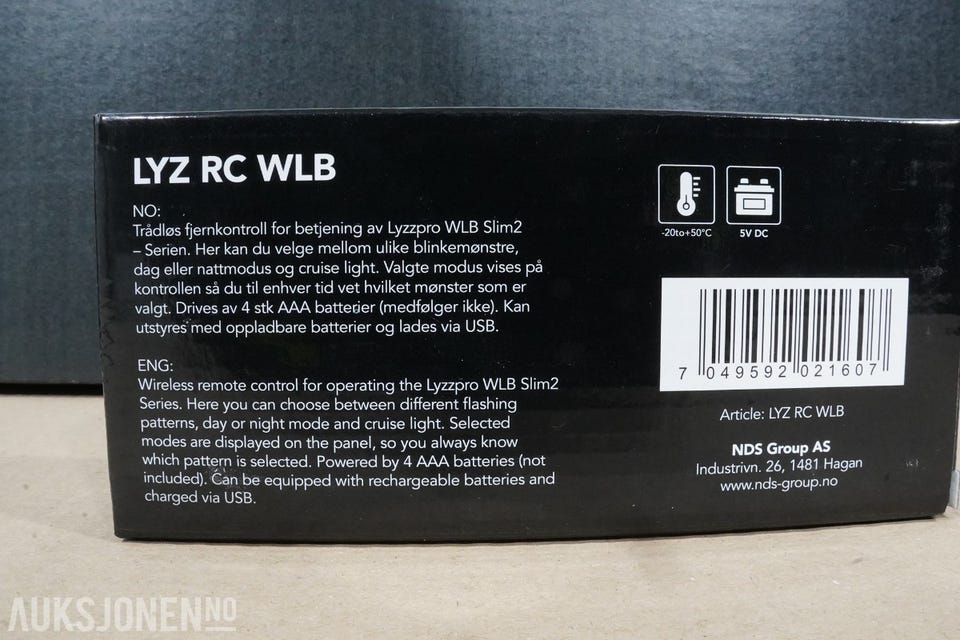 LYZ RC WLB
NO:
Trådløs fjernkontroll for betjening av Lyzzpro WLB Slim2
– Serien. Her kan du velge mellom ulike blinkemønstre,
dag eller nattmodus og cruise light. Valgte modus vises på
kontrollen så du til enhver tid vet hvilket mønster som er
valgt. Drives av 4 stk AAA batterier (medfølger ikke). Kan
utstyres med oppladbare batterier og lades via USB.
ENG:
Wireless remote control for operating the Lyzzpro WLB Slim2
Series. Here you can choose between different flashing
patterns, day or night mode and cruise light. Selected
modes are displayed on the panel, so you always know
which pattern is selected. Powered by 4 AAA batteries (not
included). Can be equipped with rechargeable batteries and
charged via USB.
-20to+50°C
5V DC
7 049592 021607
Article: LYZ RC WLB
NDS Group AS
Industrivn. 26, 1481 Hagan
www.nds-group.no
AUKSJONEN.NO